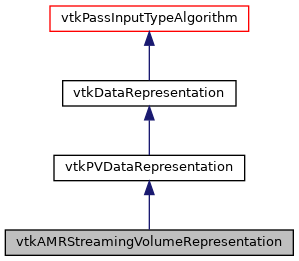 vtkPassInputTypeAlgorithm
vtkDataRepresentation
vtkPVDataRepresentation
vtkAMRStreamingVolumeRepresentation